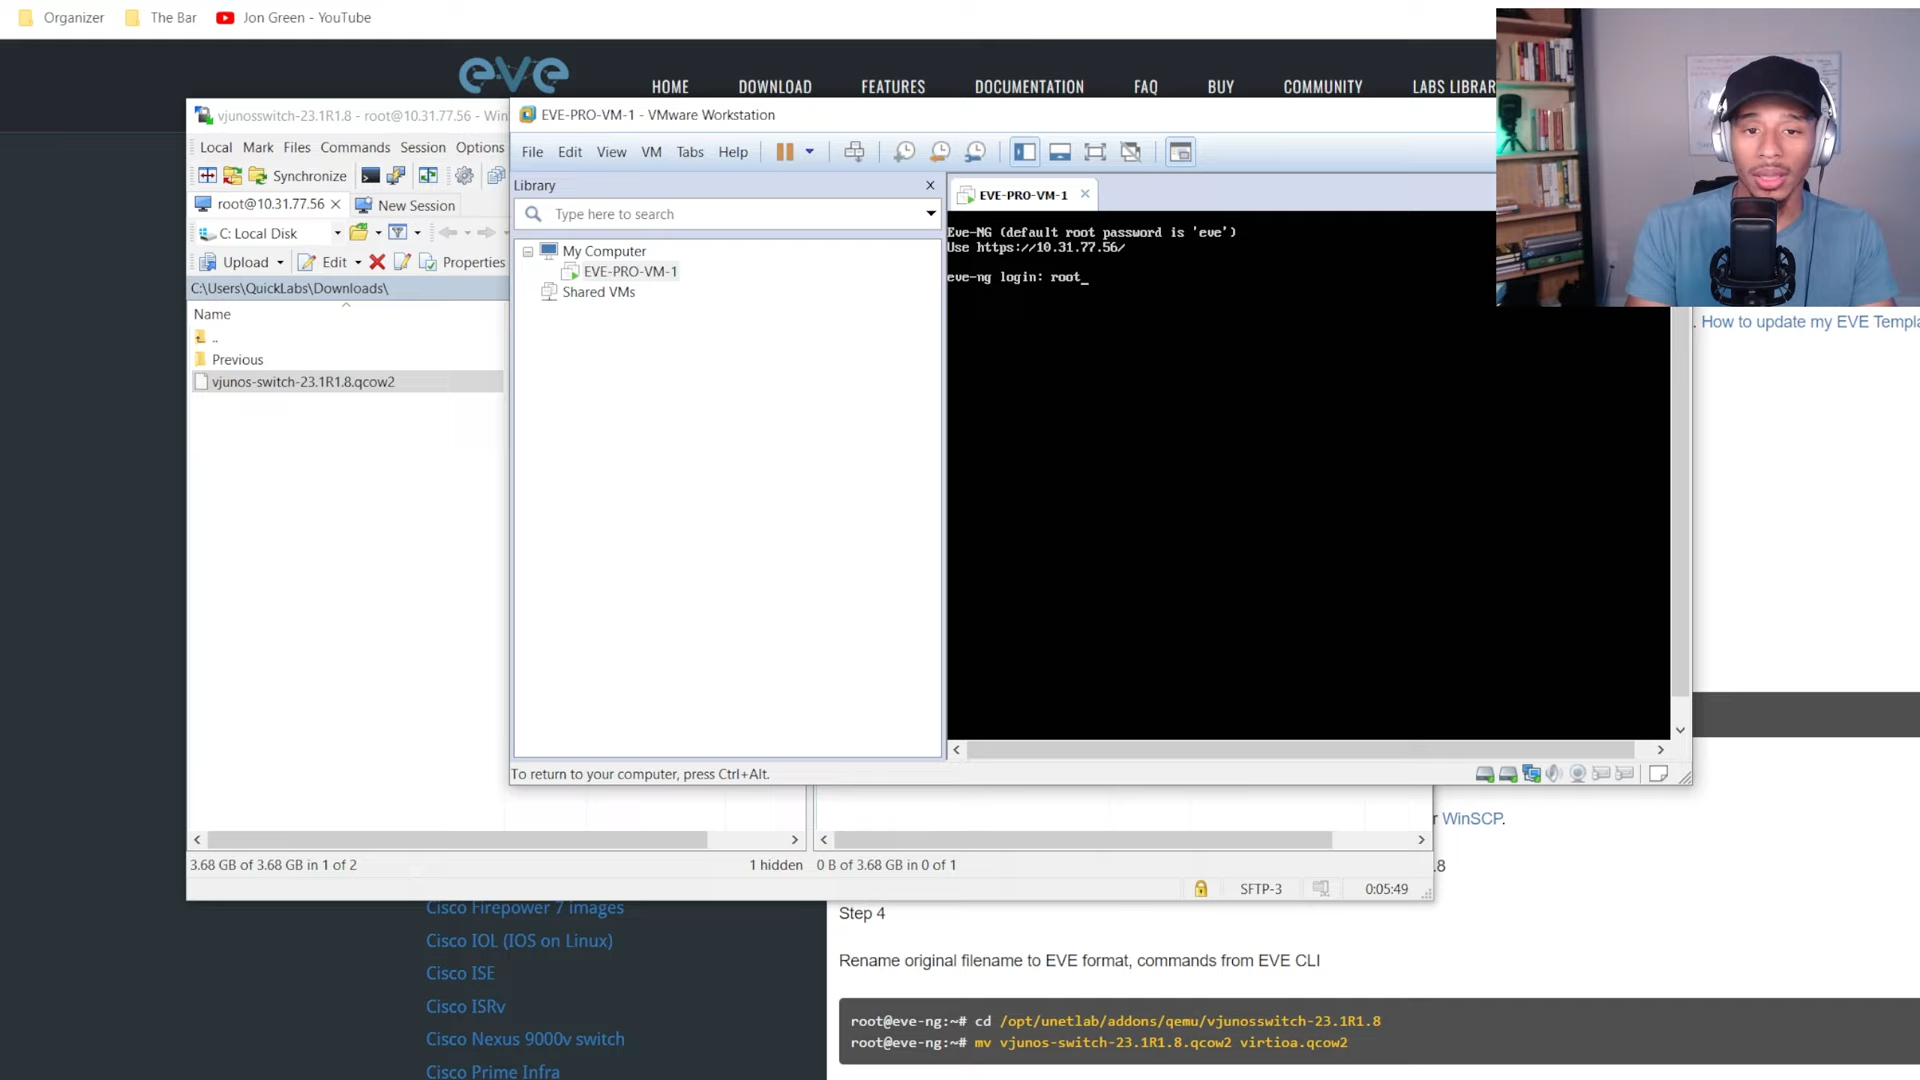 Organizer
The Bar
Jon Green - YouTube
eve
HOME
DOWNLOAD
FEATURES
DOCUMENTATION
FAQ
BUY
COMMUNITY
LABS LIBRAR
vjunosswitch-23.1R1.8 - root@10.31.77.56 - Win
Local
Mark
Files
Commands
Session
Options
Synchronize
root@10.31.77.56
New Session
C: Local Disk
Upload
Edit
Properties
C:\Users\QuickLabs\Downloads\
Name
..
Previous
vjunos-switch-23.1R1.8.qcow2
EVE-PRO-VM-1 - VMware Workstation
File
Edit
View
VM
Tabs
Help
Library
Type here to search
My Computer
EVE-PRO-VM-1
Shared VMs
EVE-PRO-VM-1
Eve-NG (default root password is 'eve')
Use https://10.31.77.56/
eve-ng login: root_
To return to your computer, press Ctrl+Alt.
. How to update my EVE Templa
3.68 GB of 3.68 GB in 1 of 2
1 hidden
0 B of 3.68 GB in 0 of 1
SFTP-3
0:05:49
r WinSCP.
.8
Cisco Firepower 7 images
Cisco IOL (IOS on Linux)
Cisco ISE
Cisco ISRv
Cisco Nexus 9000v switch
Cisco Prime Infra
Step 4
Rename original filename to EVE format, commands from EVE CLI
root@eve-ng:~# cd /opt/unetlab/addons/qemu/vjunosswitch-23.1R1.8
root@eve-ng:~# mv vjunos-switch-23.1R1.8.qcow2 virtioa.qcow2